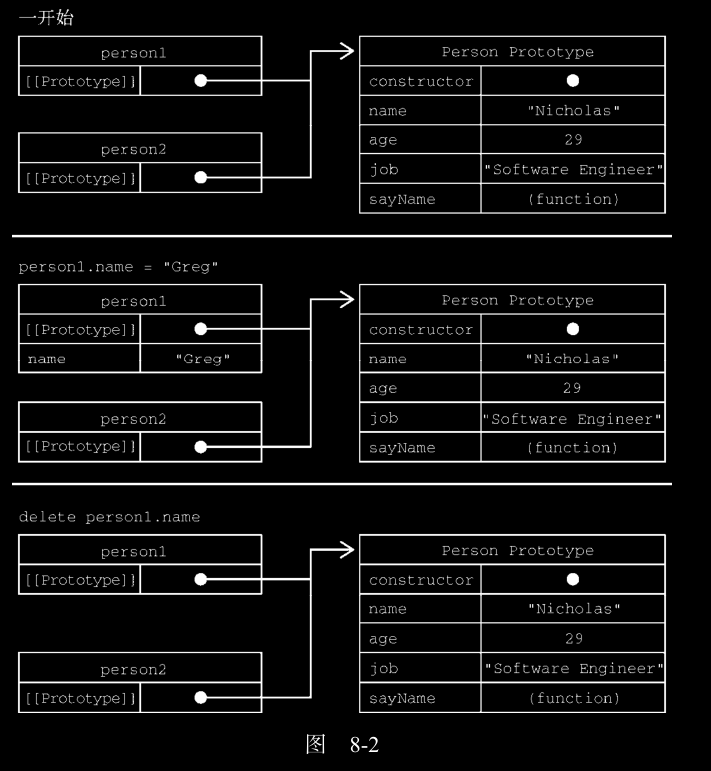 一开始
person1
[[Prototype]]
person2
[[Prototype]]
Person Prototype
constructor
name "Nicholas"
age 29
job "Software Engineer"
sayName (function)
person1.name = "Greg"
person1
[[Prototype]]
name "Greg"
person2
[[Prototype]]
Person Prototype
constructor
name "Nicholas"
age 29
job "Software Engineer"
sayName (function)
delete person1.name
person1
[[Prototype]]
person2
[[Prototype]]
Person Prototype
constructor
name "Nicholas"
age 29
job "Software Engineer"
sayName (function)
图 8-2